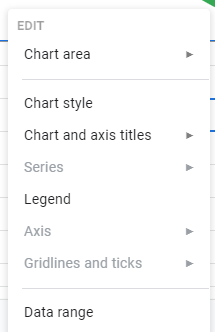 EDIT
Chart area
Chart style
Chart and axis titles
Series
Legend
Axis
Gridlines and ticks
Data range